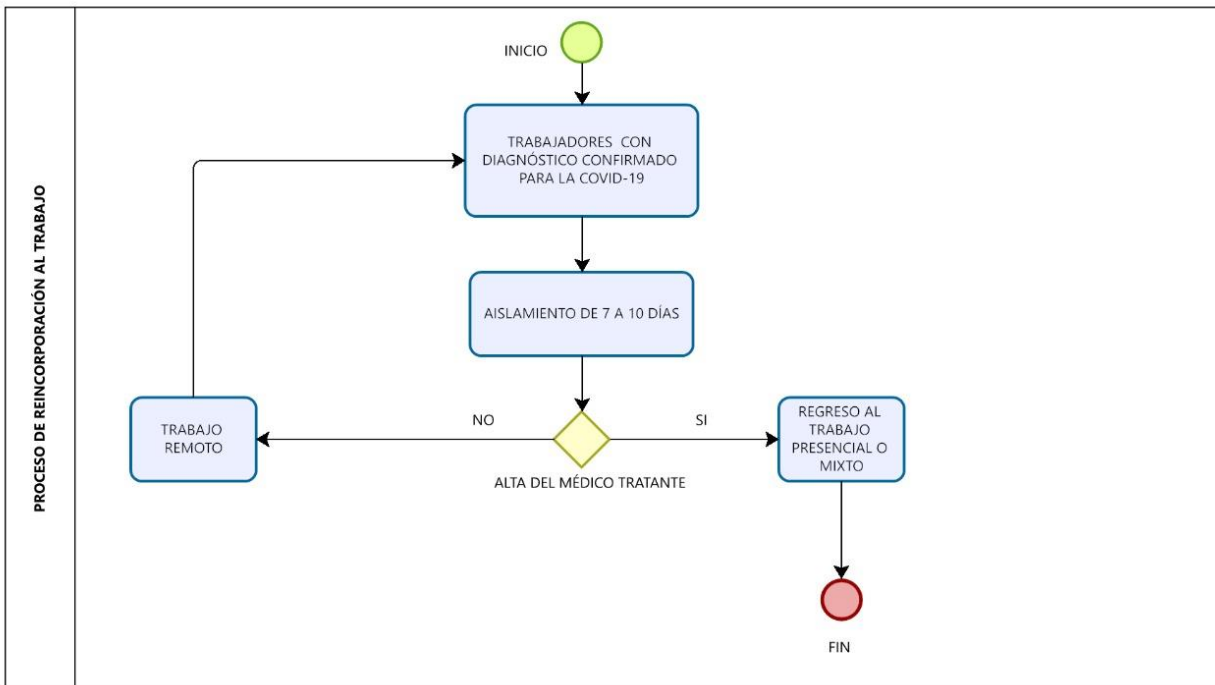 PROCESO DE REINCORPORACIÓN AL TRABAJO
INICIO
TRABAJADORES CON
DIAGNÓSTICO CONFIRMADO
PARA LA COVID-19
AISLAMIENTO DE 7 A 10 DÍAS
NO
SI
TRABAJO
REMOTO
REGRESO AL
TRABAJO
PRESENCIAL O
MIXTO
ALTA DEL MÉDICO TRATANTE
FIN